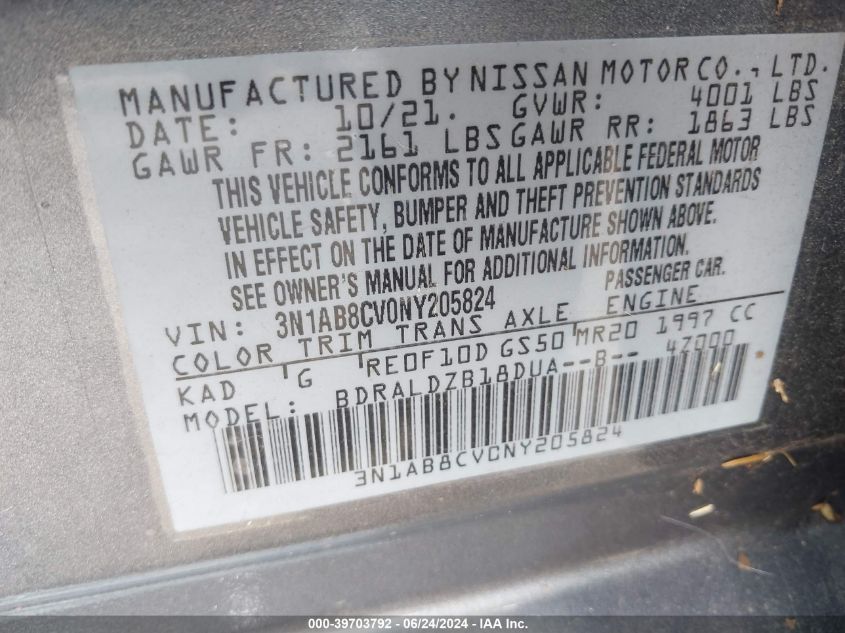 MANUFACTURED BY NISSAN MOTOR CO., LTD.
DATE: 10/21. GVWR: 4001 LBS
GAWR FR: 2161 LBS GAWR RR: 1863 LBS
THIS VEHICLE CONFORMS TO ALL APPLICABLE FEDERAL MOTOR
VEHICLE SAFETY, BUMPER AND THEFT PREVENTION STANDARDS
IN EFFECT ON THE DATE OF MANUFACTURE SHOWN ABOVE.
SEE OWNER'S MANUAL FOR ADDITIONAL INFORMATION.
VIN: 3N1AB8CV0NY205824 PASSENGER CAR.
COLOR TRIM TRANS AXLE ENGINE
KAD G RE0F10D GS50 MR20 1997 CC
MODEL: BDRALDZB18DUA--B-- 47000
3N1AB8CV0NY205824
000-39703792 - 06/24/2024 - IAA Inc.